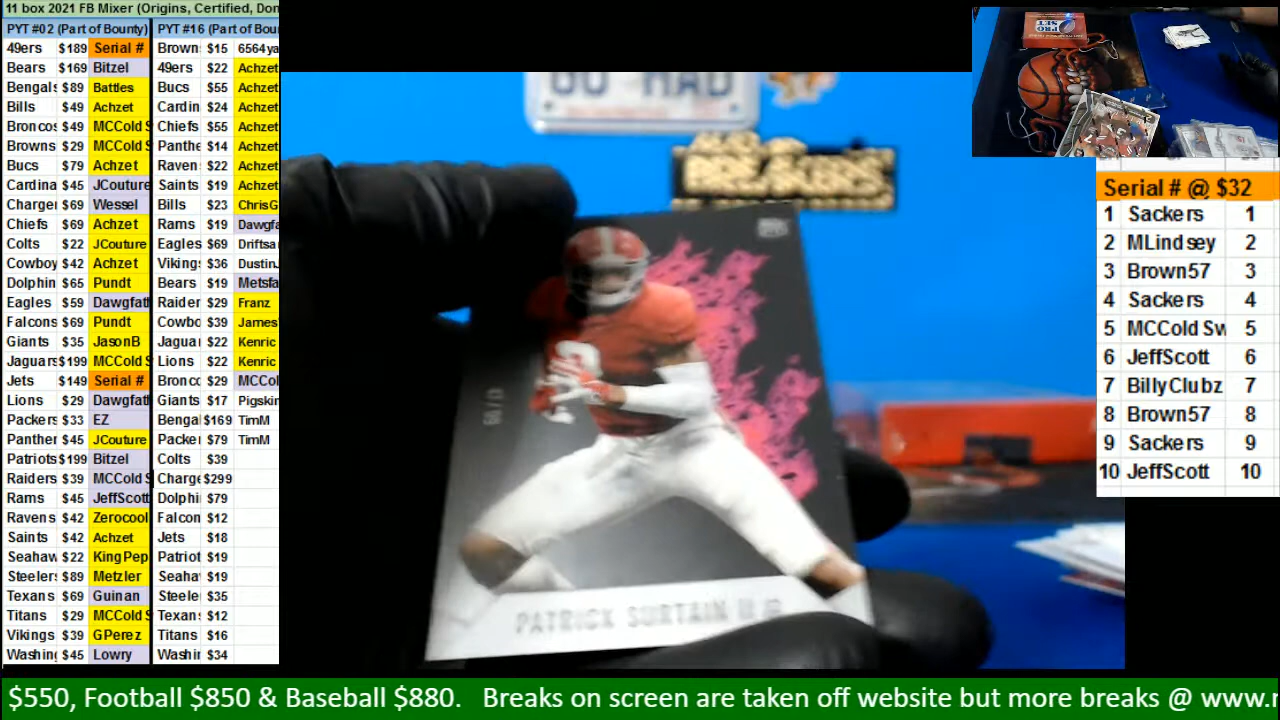 11 box 2021 FB Mixer (Origins, Certified, Don
PYT #02 (Part of Bounty) PYT #16 (Part of Bou
49ers $189 Serial # Brown $15 6564ya
Bears $169 Bitzel 49ers $22 Achzet
Bengals $89 Battles Bucs $55 Achzet
Bills $49 Achzet Cardin $24 Achzet
Broncos $49 MCCold S Chiefs $55 Achzet
Browns $29 MCCold S Panthe $14 Achzet
Bucs $79 Achzet Raven $22 Achzet
Cardina $45 JCouture Saints $19 Achzet
Charger $69 Wessel Bills $23 ChrisG
Chiefs $69 Achzet Rams $19 Dawgfa
Colts $22 JCouture Eagles $69 Driftsa
Cowboy $42 Achzet Viking $36 Dustin
Dolphin $65 Pundt Bears $19 Metsfa
Eagles $59 Dawgfath Raider $29 Franz
Falcons $69 Pundt Cowbo $39 James
Giants $35 JasonB Jagua $22 Kenric
Jaguars $199 MCCold S Lions $22 Kenric
Jets $149 Serial # Bronc $29 MCCol
Lions $29 Dawgfath Giants $17 Pigskin
Packers $33 EZ Benga $169 TimM
Panther $45 JCouture Packe $79 TimM
Patriots $199 Bitzel Colts $39
Raiders $39 MCCold S Charge $299
Rams $45 JeffScott Dolphi $79
Ravens $42 Zerocool Falcon $12
Saints $42 Achzet Jets $18
Seahaw $22 KingPep Patriot $19
Steelers $89 Metzler Seaha $19
Texans $69 Guinan Steele $35
Titans $29 MCCold S Texans $12
Vikings $39 GPerez Titans $16
Washing $45 Lowry Washi $34
BREAKERS
PATRICK SURTAIN II
PRO SET
Serial # @ $32
1 Sackers 1
2 MLindsey 2
3 Brown57 3
4 Sackers 4
5 MCCold Sw 5
6 JeffScott 6
7 BillyClubz 7
8 Brown57 8
9 Sackers 9
10 JeffScott 10
$550, Football $850 & Baseball $880. Breaks on screen are taken off website but more breaks @ www.